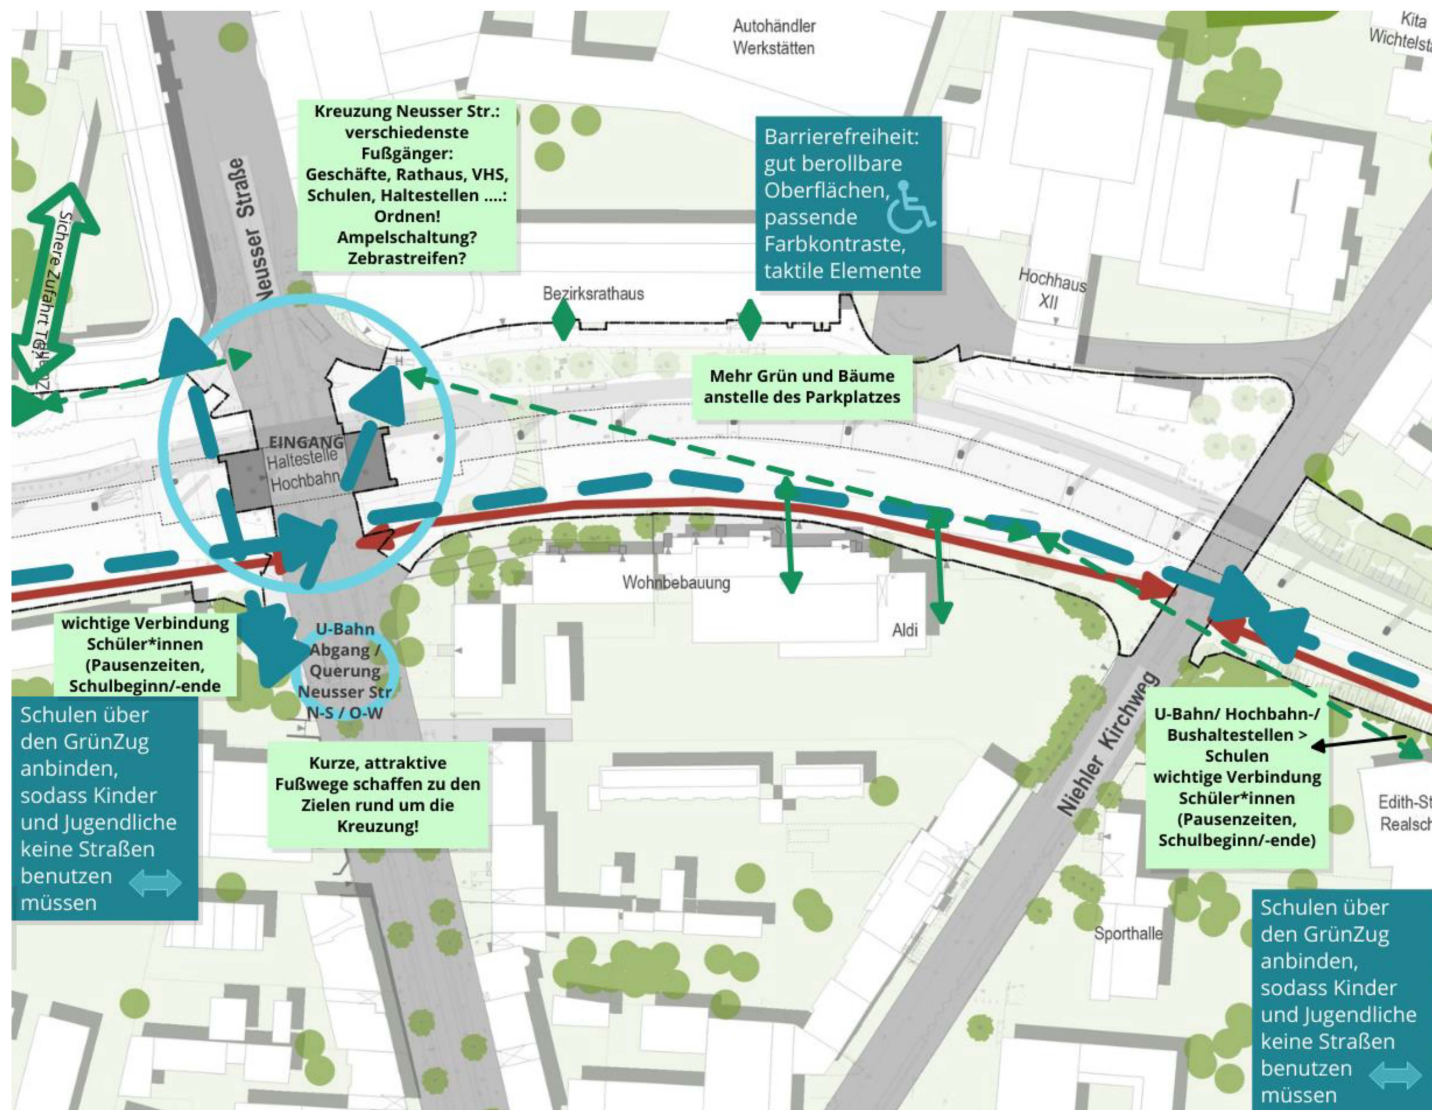 Autohändler
Werkstätten
Kita
Kreuzung Neusser Str.:
verschiedenste
Fußgänger:
Geschäfte, Rathaus, VHS,
Schulen, Haltestellen ....:
Ordnen!
Ampelschaltung?
Zebrastreifen?
Barrierefreiheit:
gut berollbare
Oberflächen,
passende
Farbkontraste,
taktile Elemente
Neusser Straße
Sichere Zufahrt TG!
Bezirksrathaus
Hochhaus
XII
H
Mehr Grün und Bäume
anstelle des Parkplatzes
EINGANG
Haltestelle
Hochbahn
Wohnbebauung
Aldi
wichtige Verbindung
Schüler*innen
(Pausenzeiten,
Schulbeginn/-ende
U-Bahn
Abgang /
Querung
Neusser Str
N-S / O-W
Niehler Kirchweg
Schulen über
den GrünZug
anbinden,
sodass Kinder
und Jugendliche
keine Straßen
benutzen
müssen
Kurze, attraktive
Fußwege schaffen zu den
Zielen rund um die
Kreuzung!
U-Bahn/ Hochbahn-/
Bushaltestellen >
Schulen
wichtige Verbindung
Schüler*innen
(Pausenzeiten,
Schulbeginn/-ende)
Edith-St
Realsch
Sporthalle
Schulen über
den GrünZug
anbinden,
sodass Kinder
und Jugendliche
keine Straßen
benutzen
müssen